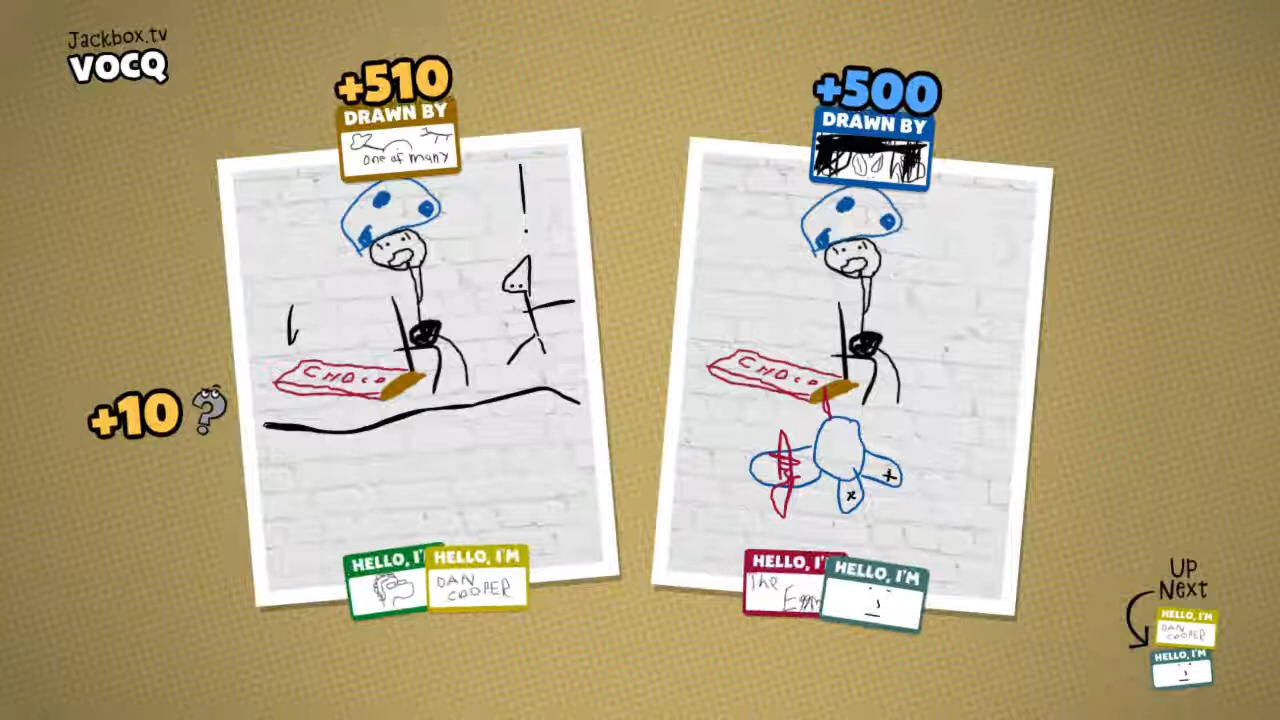 Jackbox.tv
VOCQ
+510
DRAWN BY
one of many
CHOCO
+10 ?
HELLO, I'M
HELLO, I'M
DAN
COOPER
+500
DRAWN BY
CHOCO
HELLO, I'M
The
HELLO, I'M
UP
Next
HELLO, I'M
DAN
COOPER
HELLO, I'M